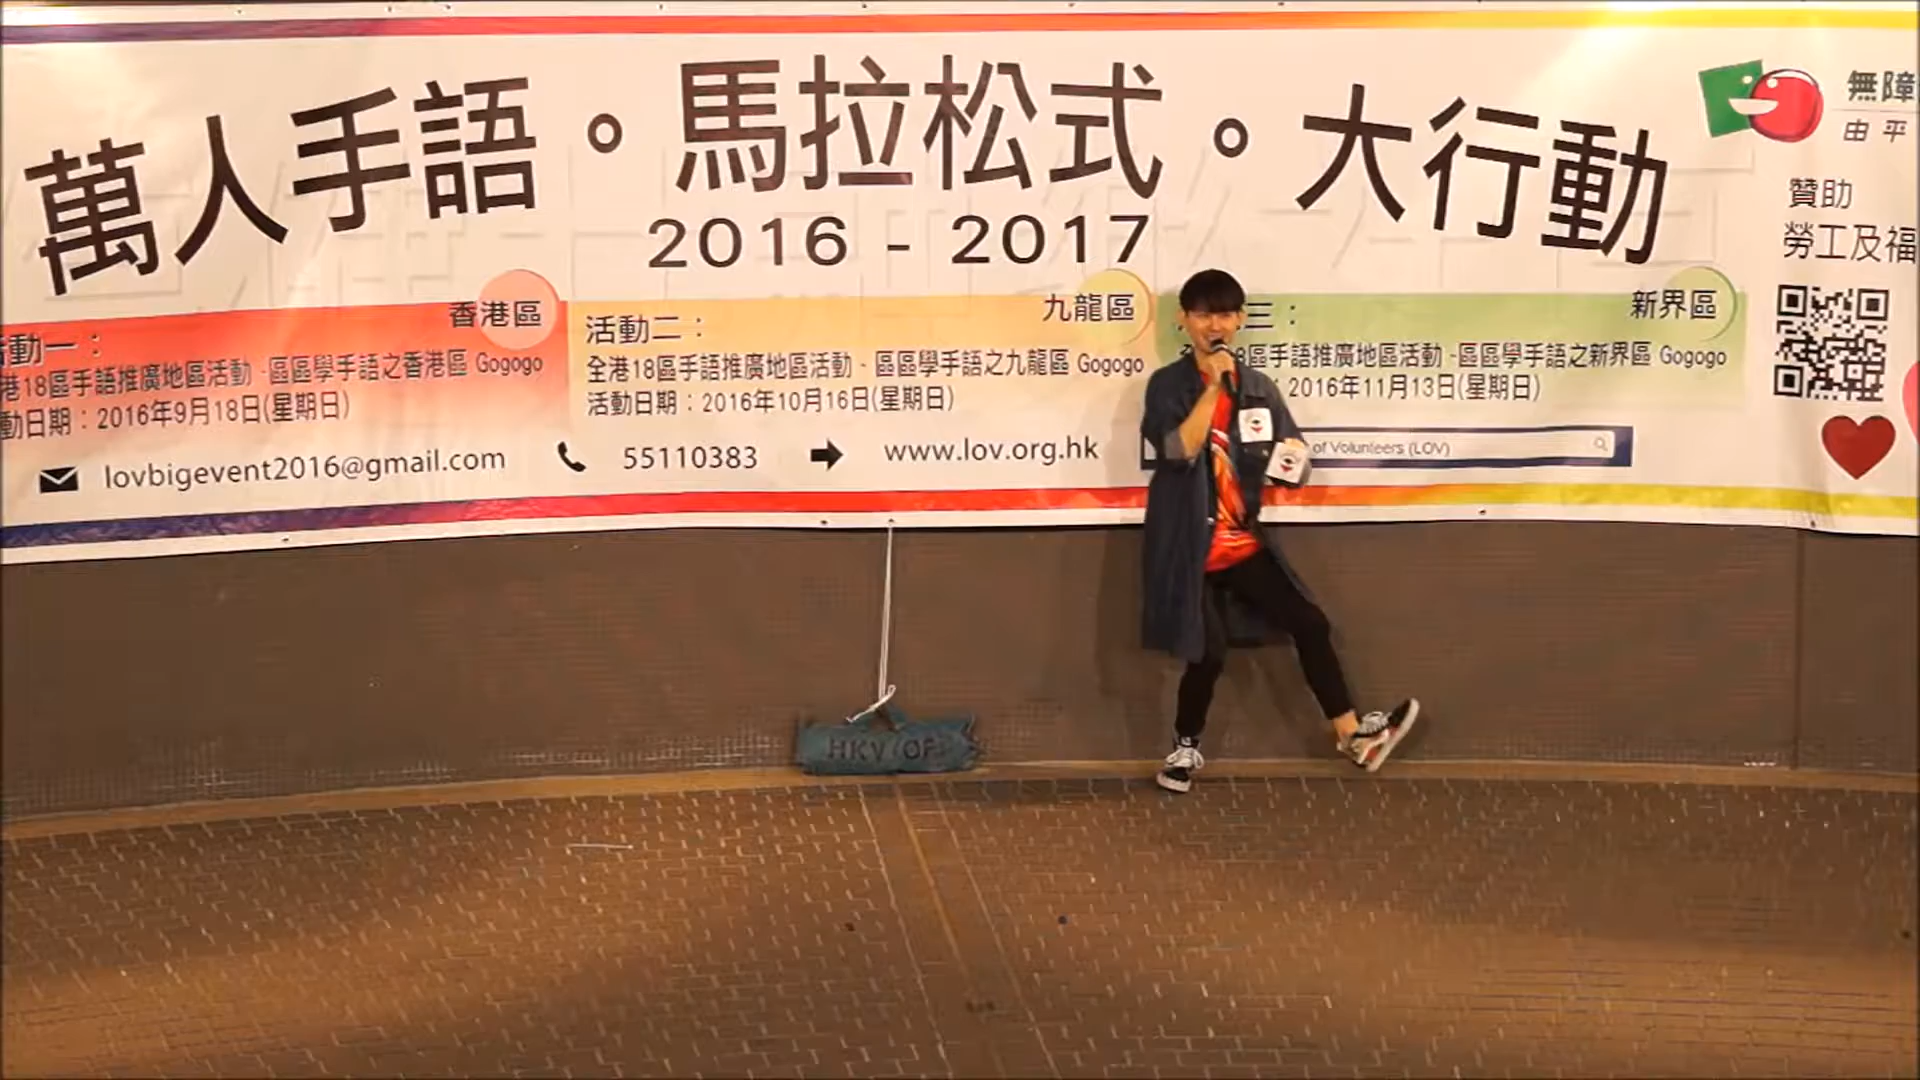 萬人手語。馬拉松式。大行動
2016 - 2017
無障
由平
贊助
勞工及福
香港區
動一：
港18區手語推廣地區活動 -區區學手語之香港區 Gogogo
動日期：2016年9月18日(星期日)
九龍區
活動二：
全港18區手語推廣地區活動 - 區區學手語之九龍區 Gogogo
活動日期：2016年10月16日(星期日)
新界區
三：
8區手語推廣地區活動 -區區學手語之新界區 Gogogo
：2016年11月13日(星期日)
lovbigevent2016@gmail.com
55110383
www.lov.org.hk
of Volunteers (LOV)